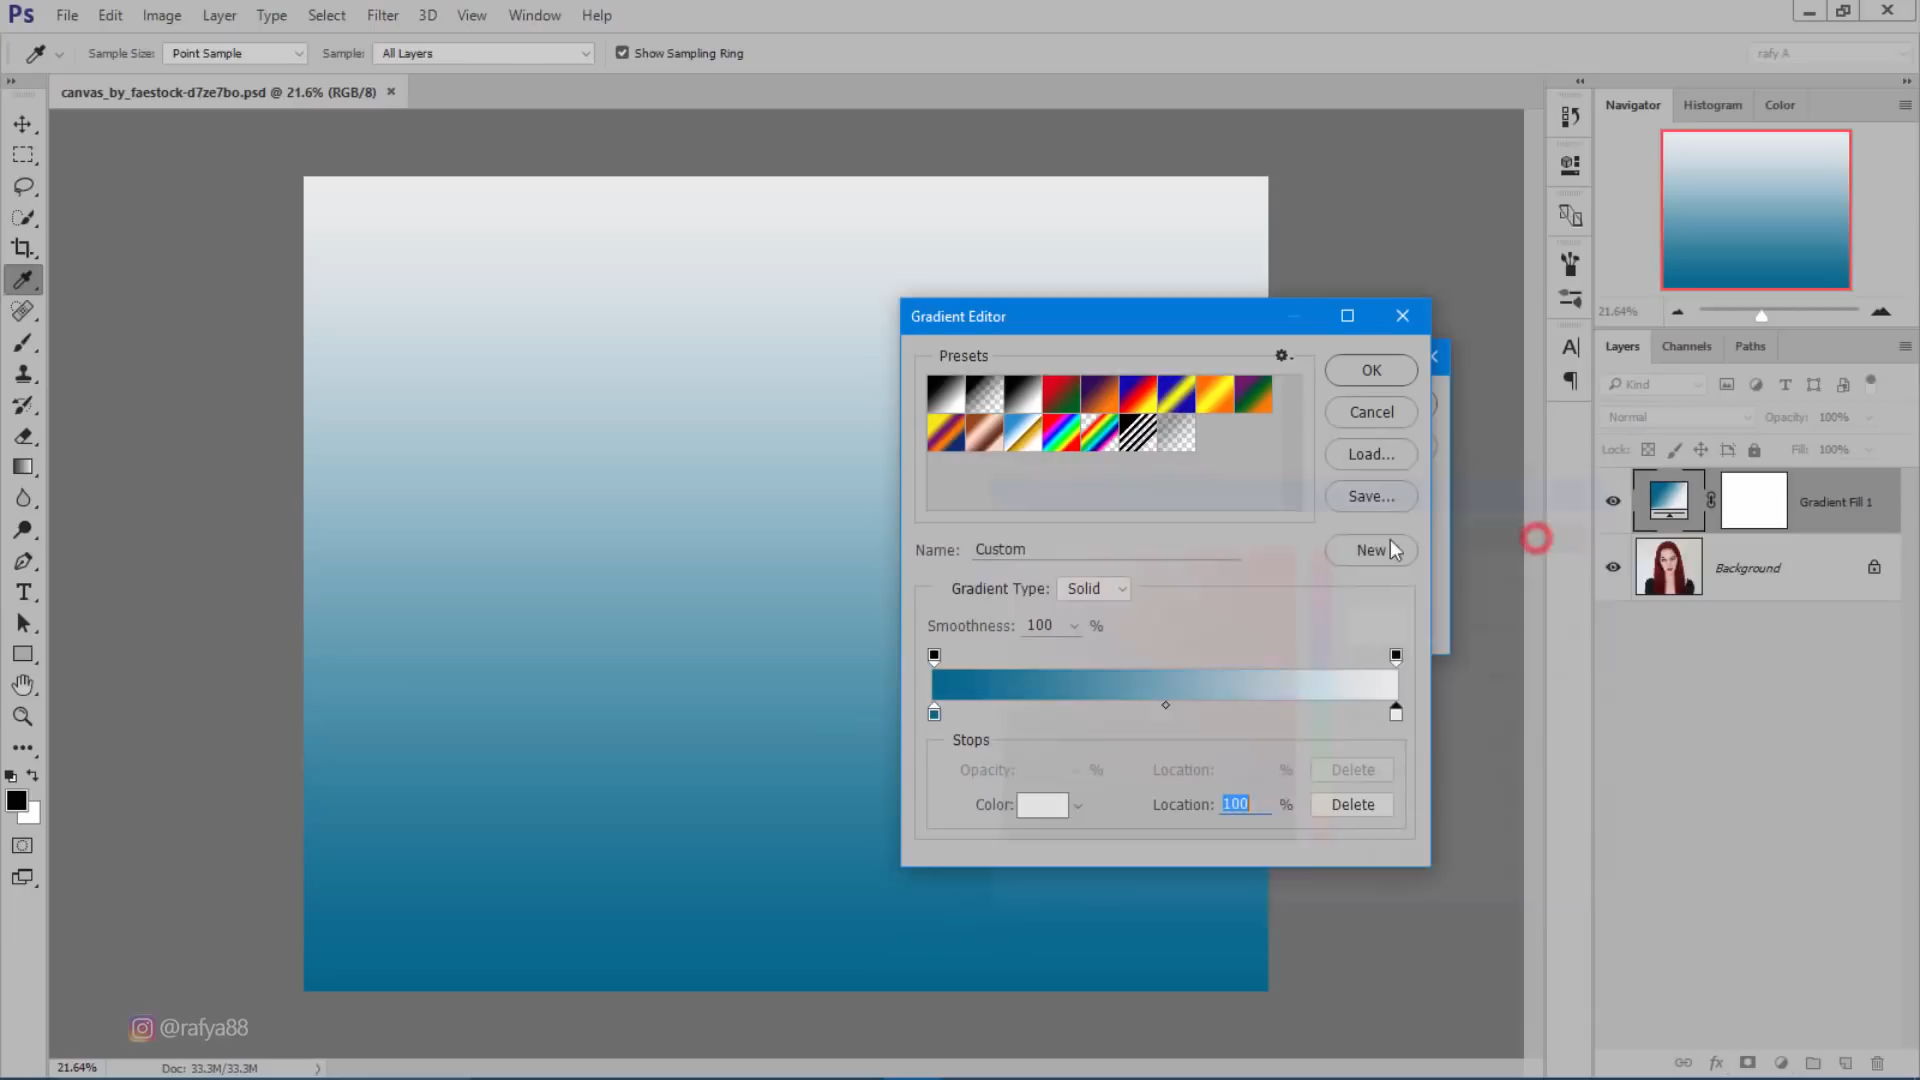 Ps File Edit Image Layer Type Select Filter 3D View Window Help
Sample Size: Point Sample Sample: All Layers Show Sampling Ring rafy A
canvas_by_faestock-d7ze7bo.psd @ 21.6% (RGB/8)
Navigator Histogram Color
21.64%
Layers Channels Paths
Kind
Normal Opacity: 100%
Lock: Fill: 100%
Gradient Fill 1
Background
Gradient Editor
Presets
OK
Cancel
Load...
Save...
Name: Custom
New
Gradient Type: Solid
Smoothness: 100 %
Stops
Opacity: % Location: % Delete
Color: Location: 100 % Delete
@rafya88
21.64% Doc: 33.3M/33.3M